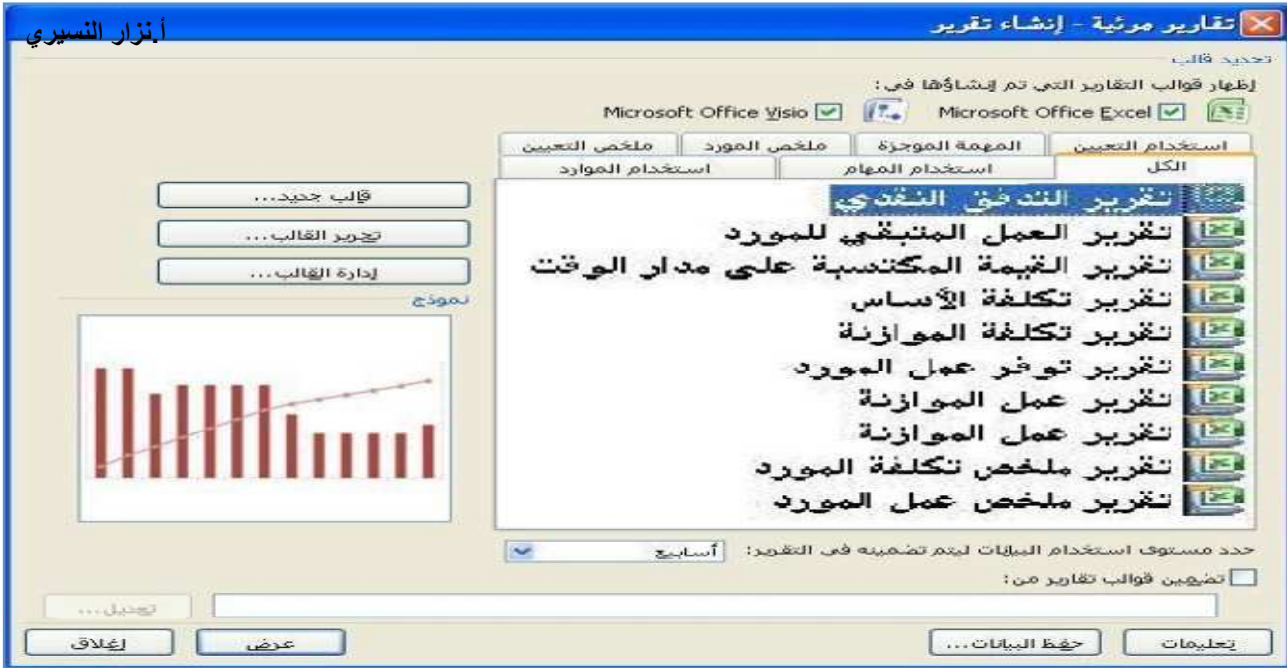 تقارير مرئية - إنشاء تقرير
أ.نزار النسيري
تحديد قالب
إظهار قوالب التقارير التي تم إنشاؤها في:
Microsoft Office Excel
Microsoft Office Visio
استخدام التعيين
المهمة الموجزة
ملخص المورد
ملخص التعيين
الكل
استخدام المهام
استخدام الموارد
تقرير التدفق النقدي
تقرير العمل المتبقي للمورد
تقرير القيمة المكتسبة على مدار الوقت
تقرير تكلفة الأساس
تقرير تكلفة الموازنة
تقرير توفر عمل المورد
تقرير عمل الموازنة
تقرير عمل الموازنة
تقرير ملخص تكلفة المورد
تقرير ملخص عمل المورد
قالب جديد...
تحرير القالب...
إدارة القالب...
نموذج
حدد مستوى استخدام البيانات ليتم تضمينه في التقرير:
أسابيع
تضمين قوالب تقارير من:
تعديل...
تعليمات
حفظ البيانات...
عرض
إغلاق